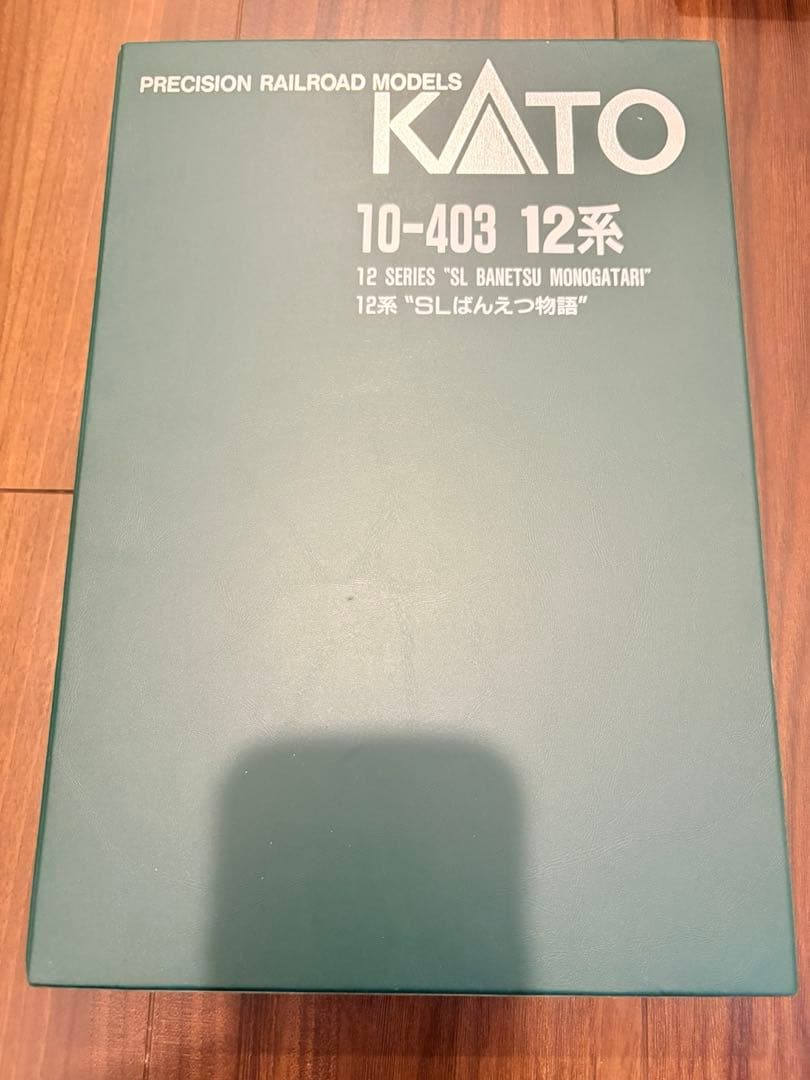 PRECISION RAILROAD MODELS
KATO
10-403 12系
12 SERIES "SL BANETSU MONOGATARI"
12系 "SLばんえつ物語"